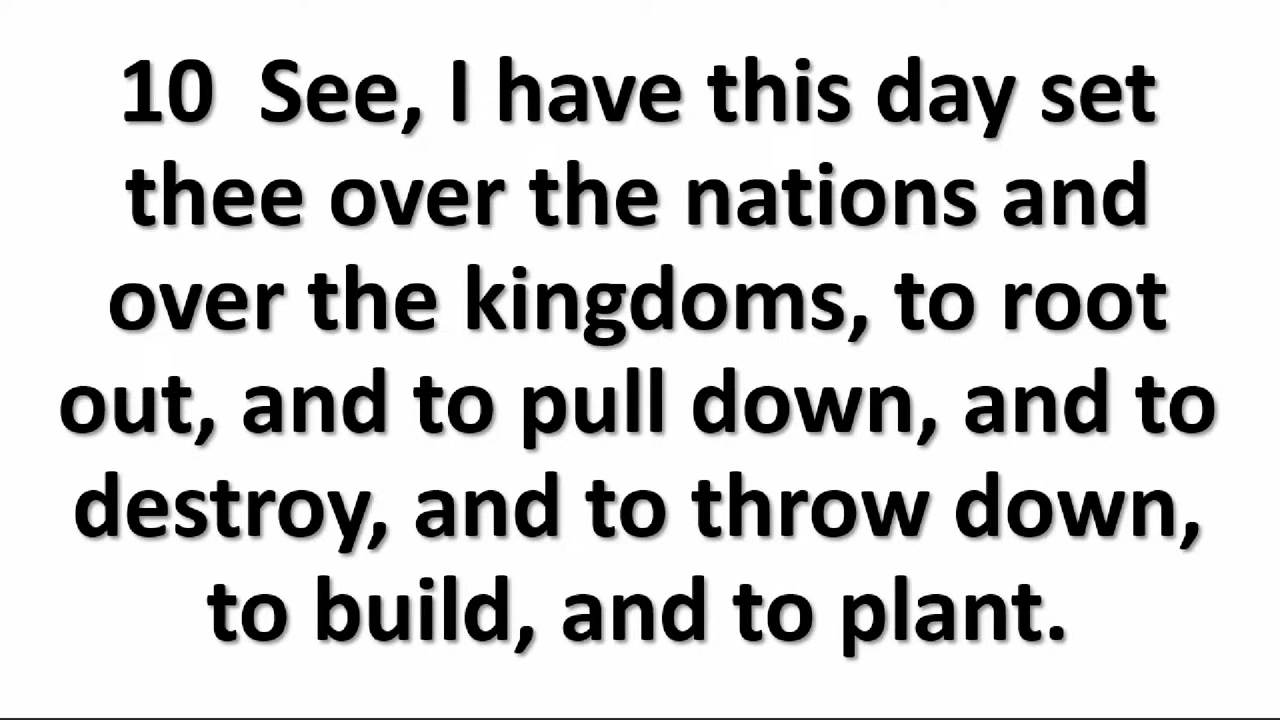 10  See, I have this day set
thee over the nations and
over the kingdoms, to root
out, and to pull down, and to
destroy, and to throw down,
to build, and to plant.